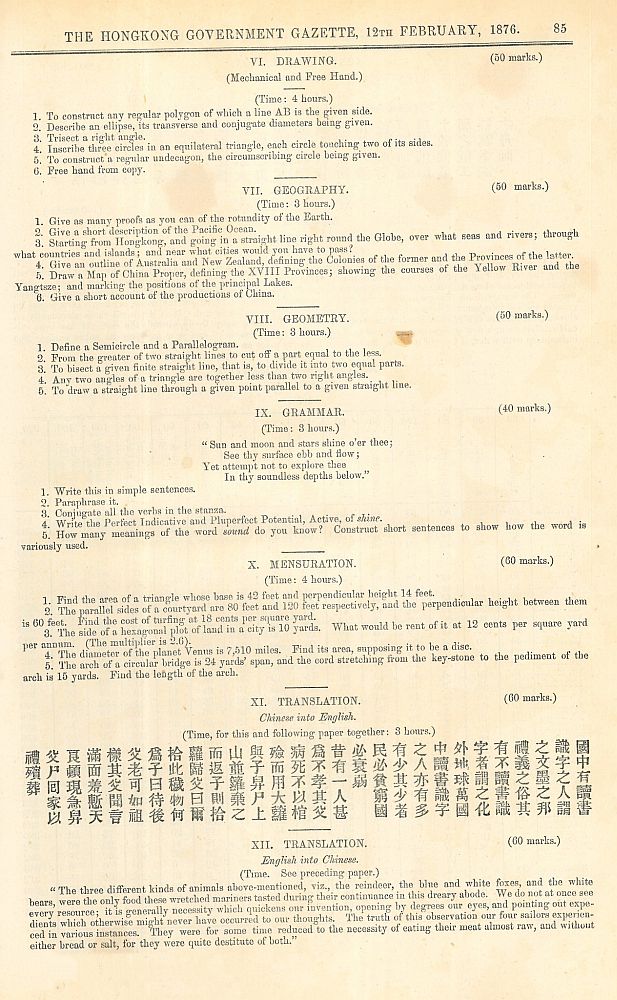 THE HONGKONG GOVERNMENT GAZETTE, 12TH FEBRUARY, 1876. 85
VI. DRAWING. (50 marks.)
(Mechanical and Free Hand.)
(Time: 4 hours.)
1. To construct any regular polygon of which a line AB is the given side.
2. Describe an ellipse, its transverse and conjugate diameters being given.
3. Trisect a right angle.
4. Inscribe three circles in an equilateral triangle, each circle touching two of its sides.
5. To construct a regular undecagon, the circumscribing circle being given.
6. Free hand from copy.
VII. GEOGRAPHY. (50 marks.)
(Time: 3 hours.)
1. Give as many proofs as you can of the rotundity of the Earth.
2. Give a short description of the Pacific Ocean.
3. Starting from Hongkong, and going in a straight line right round the Globe, over what seas and rivers; through
what countries and islands; and near what cities would you have to pass?
4. Give an outline of Australia and New Zealand, defining the Colonies of the former and the Provinces of the latter.
5. Draw a Map of China Proper, defining the XVIII Provinces; showing the courses of the Yellow River and the
Yangtsze; and marking the positions of the principal Lakes.
6. Give a short account of the productions of China.
VIII. GEOMETRY. (50 marks.)
(Time: 3 hours.)
1. Define a Semicircle and a Parallelogram.
2. From the greater of two straight lines to cut off a part equal to the less.
3. To bisect a given finite straight line, that is, to divide it into two equal parts.
4. Any two angles of a triangle are together less than two right angles.
5. To draw a straight line through a given point parallel to a given straight line.
IX. GRAMMAR. (40 marks.)
(Time: 3 hours.)
"Sun and moon and stars shine o'er thee;
See thy surface ebb and flow;
Yet attempt not to explore thee
In thy soundless depths below."
1. Write this in simple sentences.
2. Paraphrase it.
3. Conjugate all the verbs in the stanza.
4. Write the Perfect Indicative and Pluperfect Potential, Active, of shine.
5. How many meanings of the word sound do you know? Construct short sentences to show how the word is
variously used.
X. MENSURATION. (60 marks.)
(Time: 4 hours.)
1. Find the area of a triangle whose base is 42 feet and perpendicular height 14 feet.
2. The parallel sides of a courtyard are 80 feet and 120 feet respectively, and the perpendicular height between them
is 60 feet. Find the cost of turfing at 18 cents per square yard.
3. The side of a hexagonal plot of land in a city is 10 yards. What would be rent of it at 12 cents per square yard
per annum. (The multiplier is 2.6).
4. The diameter of the planet Venus is 7,510 miles. Find its area, supposing it to be a disc.
5. The arch of a circular bridge is 24 yards' span, and the cord stretching from the key-stone to the pediment of the
arch is 15 yards. Find the length of the arch.
XI. TRANSLATION. (60 marks.)
Chinese into English.
(Time, for this and following paper together: 3 hours.)
國中有讀書
識字之人謂
之文墨之邦
禮義之俗其
有不讀書識
字者謂之化
外地球萬國
中讀書識字
之人亦有多
有少其少者
民必貧窮國
必衰弱
昔有一人甚
為不孝其父
病死不以棺
殮而用大籮
與子舁尸上
山並籮棄之
而返子則拾
籮歸父曰爾
拾此穢物何
為子曰待後
父老可如祖
樣其父聞言
滿面羞慚天
良頓現急舁
父尸回家以
禮殯葬
XII. TRANSLATION. (60 marks.)
English into Chinese.
(Time. See preceding paper.)
"The three different kinds of animals above-mentioned, viz., the reindeer, the blue and white foxes, and the white
bears, were the only food these wretched mariners tasted during their continuance in this dreary abode. We do not at once see
every resource; it is generally necessity which quickens our invention, opening by degrees our eyes, and pointing out expe-
dients which otherwise might never have occurred to our thoughts. The truth of this observation our four sailors experien-
ced in various instances. They were for some time reduced to the necessity of eating their meat almost raw, and without
either bread or salt, for they were quite destitute of both."